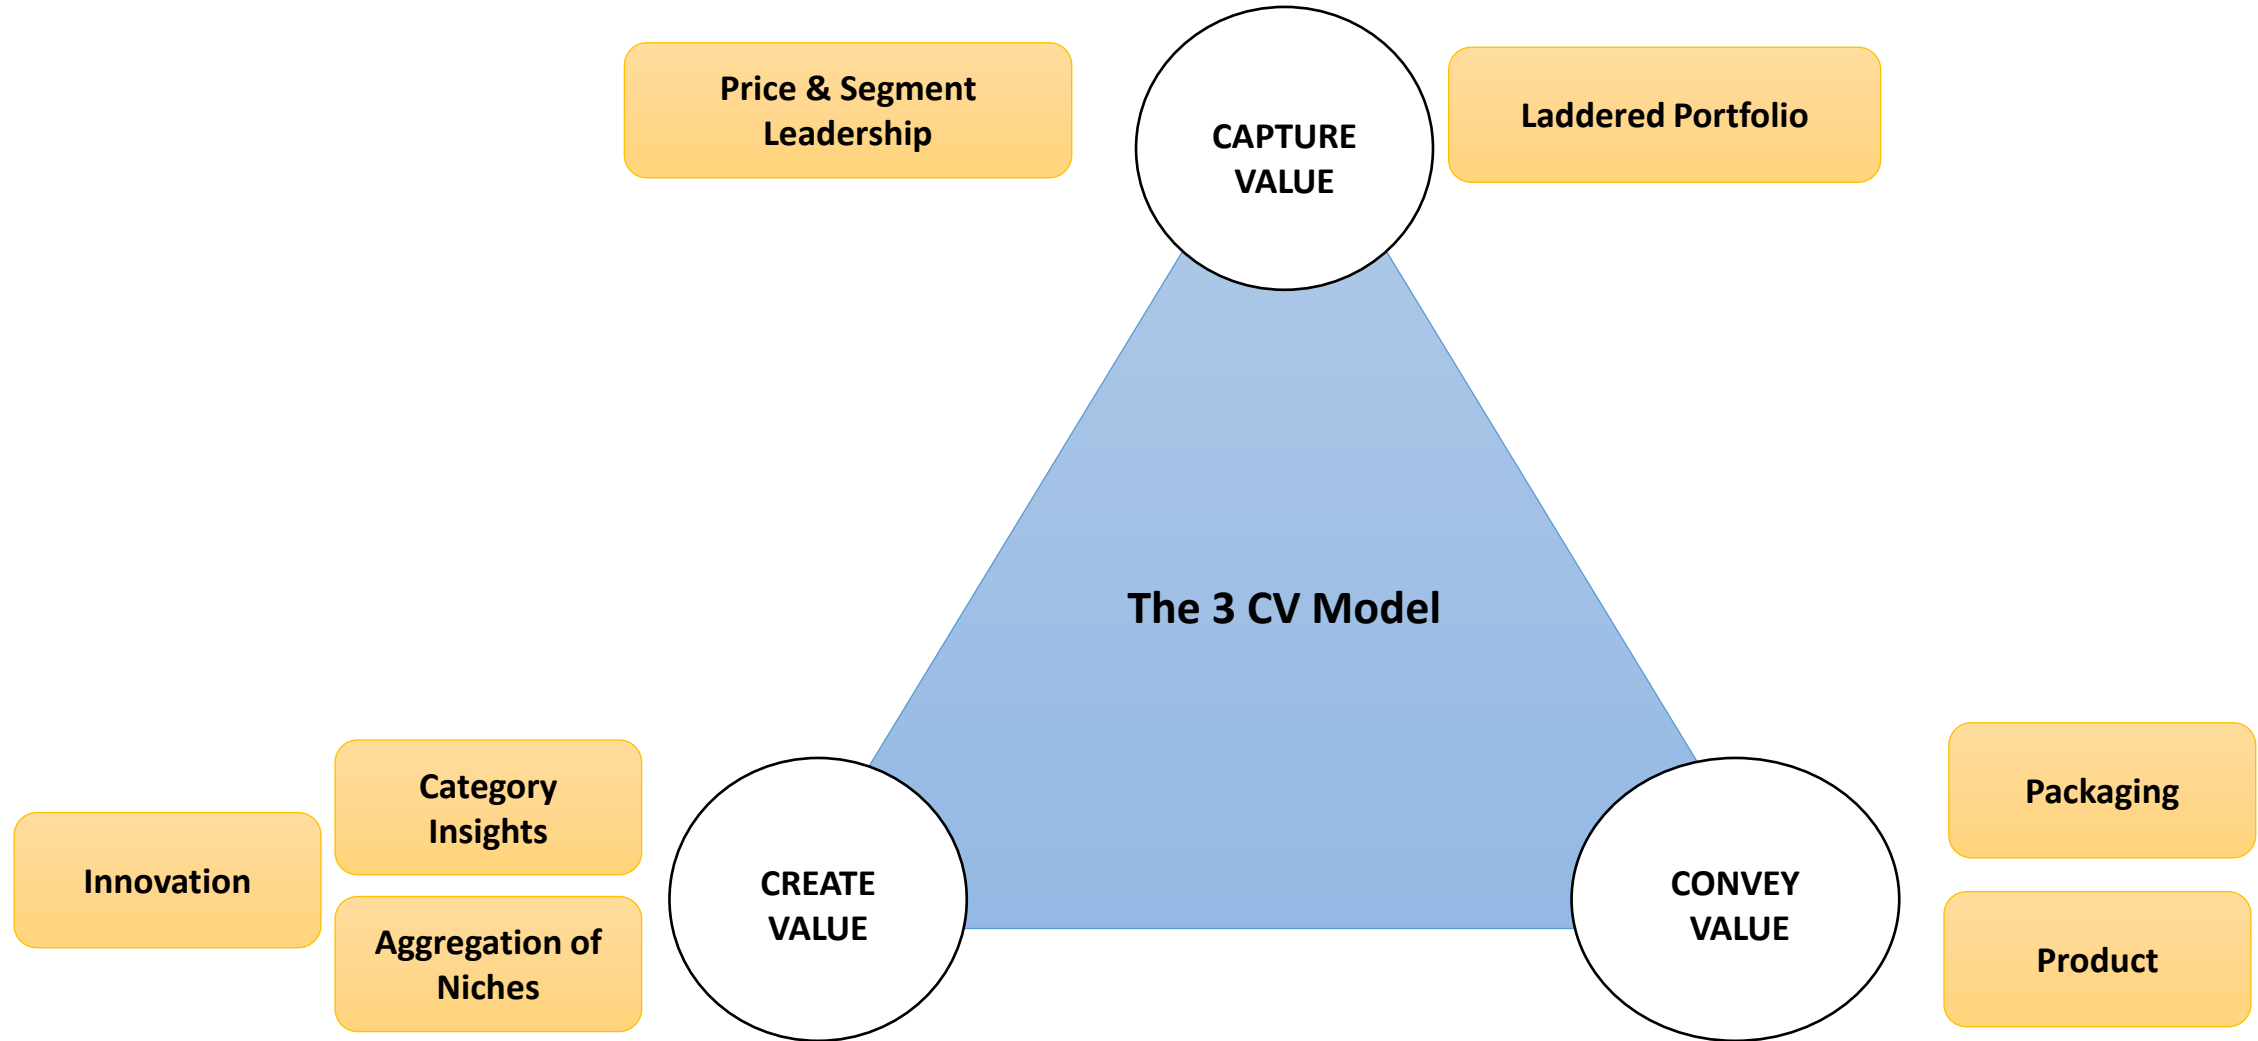 Price & Segment
Leadership
CAPTURE
VALUE
Laddered Portfolio
The 3 CV Model
Innovation
Category
Insights
Aggregation of
Niches
CREATE
VALUE
CONVEY
VALUE
Packaging
Product